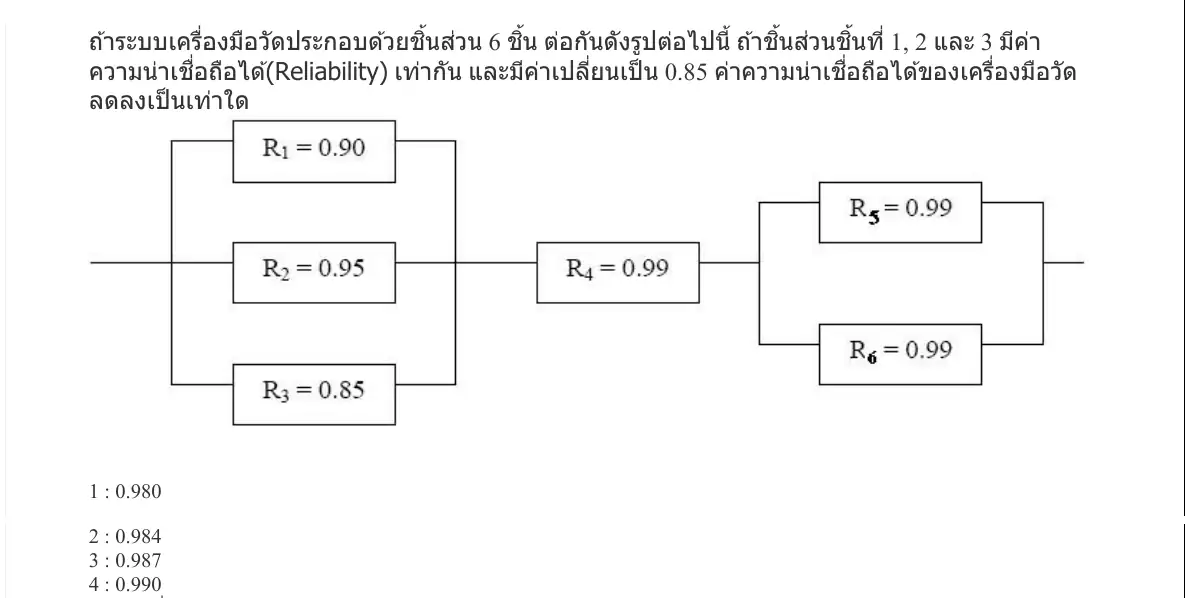 ถ้าระบบเครื่องมือวัดประกอบด้วยชิ้นส่วน 6 ชิ้น ต่อกันดังรูปต่อไปนี้ ถ้าชิ้นส่วนชิ้นที่ 1, 2 และ 3 มีค่า
ความน่าเชื่อถือได้(Reliability) เท่ากัน และมีค่าเปลี่ยนเป็น 0.85 ค่าความน่าเชื่อถือได้ของเครื่องมือวัด
ลดลงเป็นเท่าใด
R1 = 0.90
R2 = 0.95
R3 = 0.85
R4 = 0.99
R5 = 0.99
R6 = 0.99
1 : 0.980
2 : 0.984
3 : 0.987
4 : 0.990